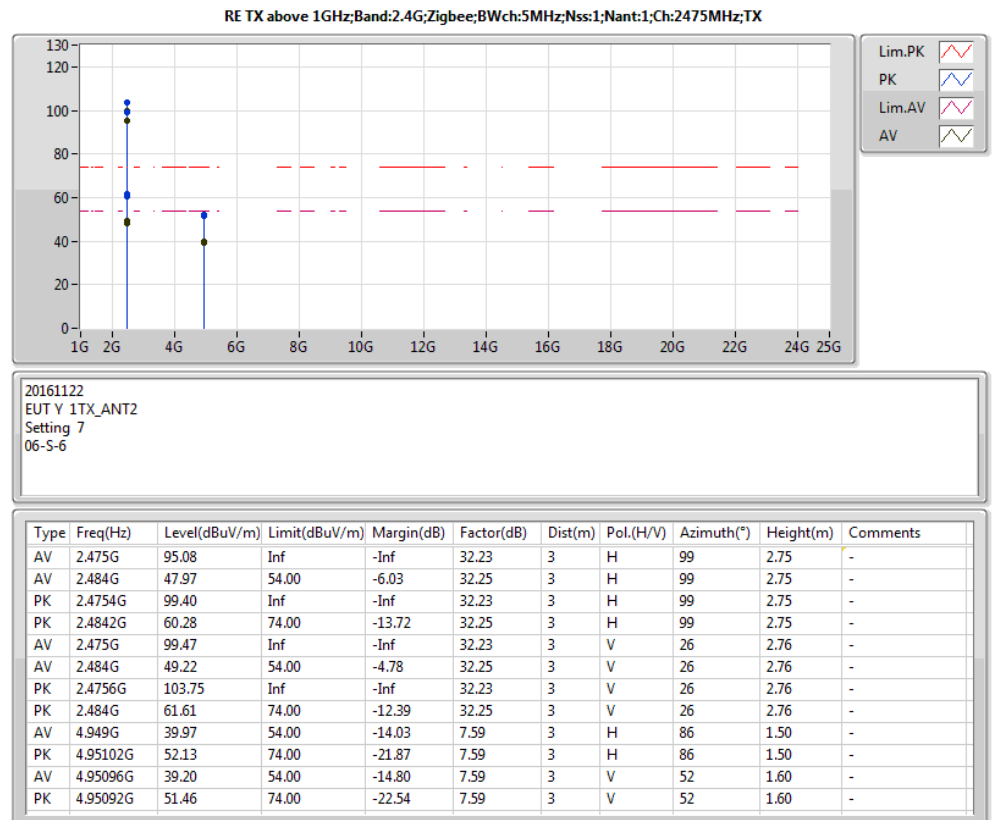 RE TX above 1GHz;Band:2.4G;Zigbee;BWch:5MHz;Nss:1;Nant:1;Ch:2475MHz;TX
130
120
100
80
60
40
20
0
1G 2G 4G 6G 8G 10G 12G 14G 16G 18G 20G 22G 24G 25G
Lim.PK
PK
Lim.AV
AV
20161122
EUT Y 1TX_ANT2
Setting 7
06-S-6
Type Freq(Hz) Level(dBuV/m) Limit(dBuV/m) Margin(dB) Factor(dB) Dist(m) Pol.(H/V) Azimuth(°) Height(m) Comments
AV 2.475G 95.08 Inf -Inf 32.23 3 H 99 2.75 -
AV 2.484G 47.97 54.00 -6.03 32.25 3 H 99 2.75 -
PK 2.4754G 99.40 Inf -Inf 32.23 3 H 99 2.75 -
PK 2.4842G 60.28 74.00 -13.72 32.25 3 H 99 2.75 -
AV 2.475G 99.47 Inf -Inf 32.23 3 V 26 2.76 -
AV 2.484G 49.22 54.00 -4.78 32.25 3 V 26 2.76 -
PK 2.4756G 103.75 Inf -Inf 32.23 3 V 26 2.76 -
PK 2.484G 61.61 74.00 -12.39 32.25 3 V 26 2.76 -
AV 4.949G 39.97 54.00 -14.03 7.59 3 H 86 1.50 -
PK 4.95102G 52.13 74.00 -21.87 7.59 3 H 86 1.50 -
AV 4.95096G 39.20 54.00 -14.80 7.59 3 V 52 1.60 -
PK 4.95092G 51.46 74.00 -22.54 7.59 3 V 52 1.60 -